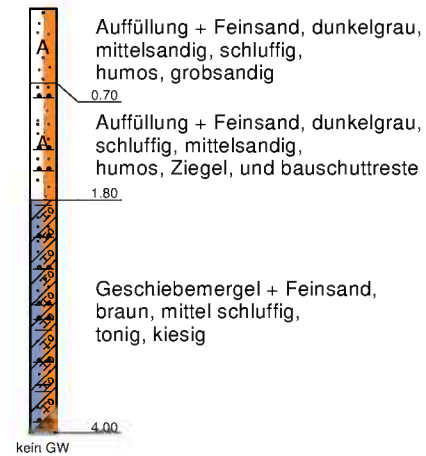 A
Auffüllung + Feinsand, dunkelgrau,
mittelsandig, schluffig,
humos, grobsandig
0.70
A
Auffüllung + Feinsand, dunkelgrau,
schluffig, mittelsandig,
humos, Ziegel, und bauschuttreste
1.80
Geschiebemergel + Feinsand,
braun, mittel schluffig,
tonig, kiesig
4.00
kein GW